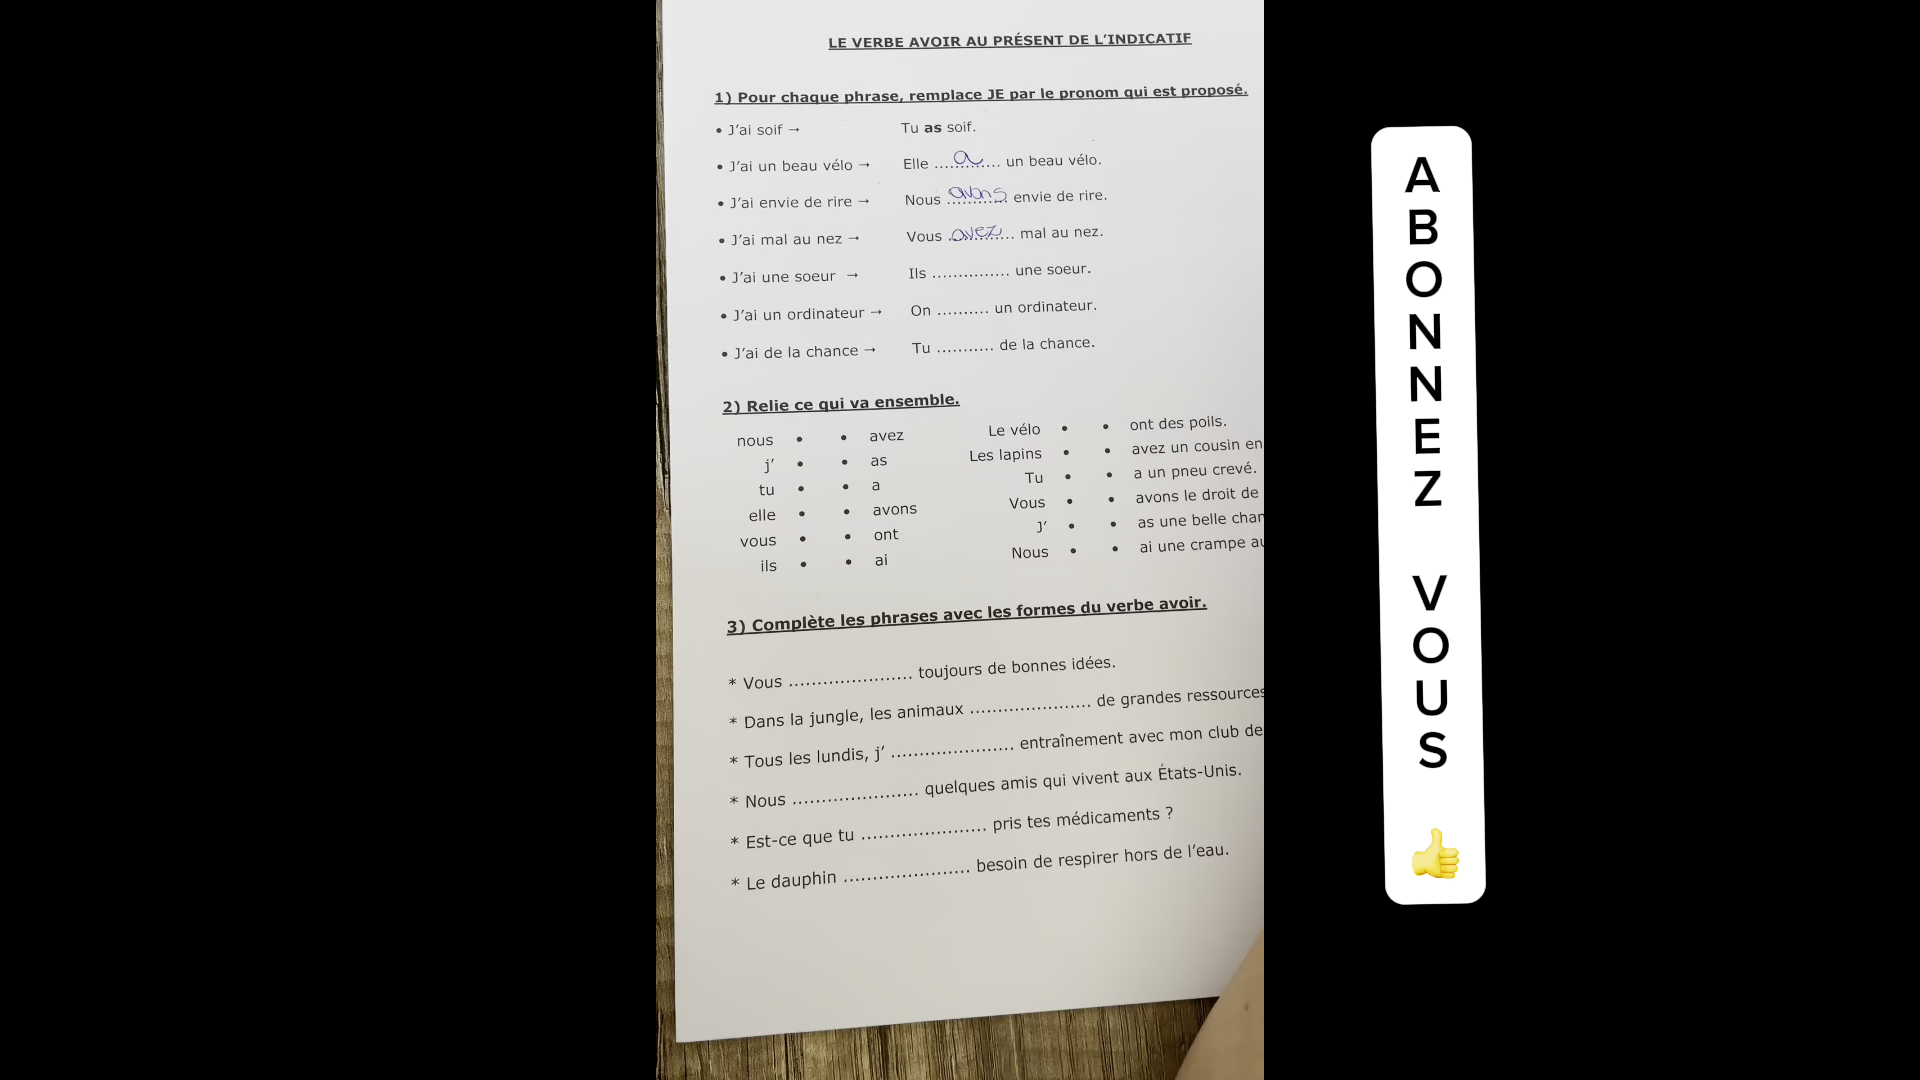 LE VERBE AVOIR AU PRÉSENT DE L'INDICATIF
1) Pour chaque phrase, remplace JE par le pronom qui est proposé.
• J'ai soif → Tu as soif.
• J'ai un beau vélo → Elle .....a....... un beau vélo.
• J'ai envie de rire → Nous ...avons... envie de rire.
• J'ai mal au nez → Vous ...avez... mal au nez.
• J'ai une soeur → Ils ............... une soeur.
• J'ai un ordinateur → On .......... un ordinateur.
• J'ai de la chance → Tu ........... de la chance.
2) Relie ce qui va ensemble.
nous • • avez
j' • • as
tu • • a
elle • • avons
vous • • ont
ils • • ai
Le vélo • • ont des poils.
Les lapins • • avez un cousin en
Tu • • a un pneu crevé.
Vous • • avons le droit de
J' • • as une belle
Nous • • ai une crampe
3) Complète les phrases avec les formes du verbe avoir.
* Vous ...................... toujours de bonnes idées.
* Dans la jungle, les animaux ...................... de grandes ressources
* Tous les lundis, j' ...................... entraînement avec mon club de
* Nous ...................... quelques amis qui vivent aux États-Unis.
* Est-ce que tu ...................... pris tes médicaments ?
* Le dauphin ...................... besoin de respirer hors de l'eau.
ABONNEZ VOUS 👍